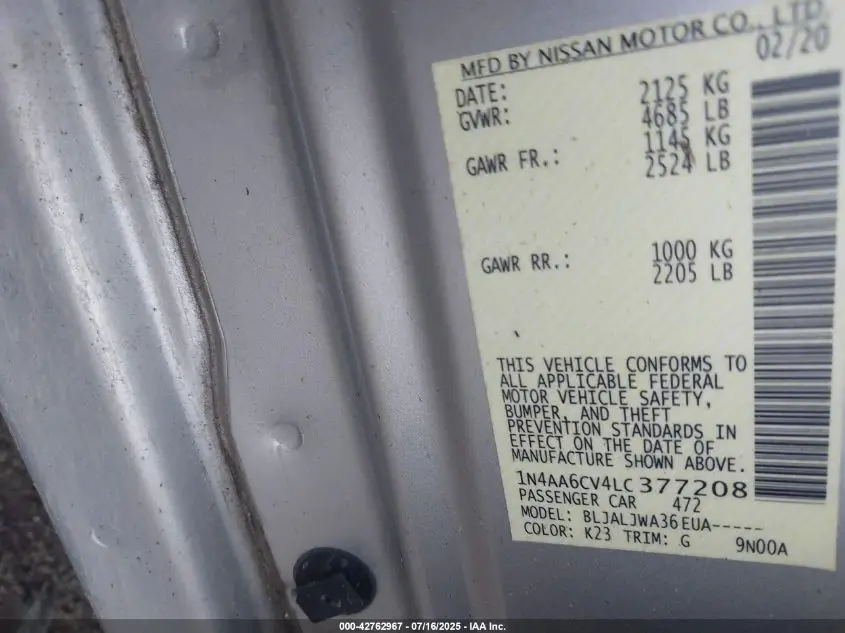 MFD BY NISSAN MOTOR CO., LTD.
DATE: 02/20
GVWR: 2125 KG
4685 LB
GAWR FR.: 1145 KG
2524 LB
GAWR RR.: 1000 KG
2205 LB
THIS VEHICLE CONFORMS TO
ALL APPLICABLE FEDERAL
MOTOR VEHICLE SAFETY,
BUMPER, AND THEFT
PREVENTION STANDARDS IN
EFFECT ON THE DATE OF
MANUFACTURE SHOWN ABOVE.
1N4AA6CV4LC377208
PASSENGER CAR 472
MODEL: BLJALJWA36EUA-----
COLOR: K23 TRIM: G 9N00A
000-42762967 - 07/16/2025 - IAA Inc.